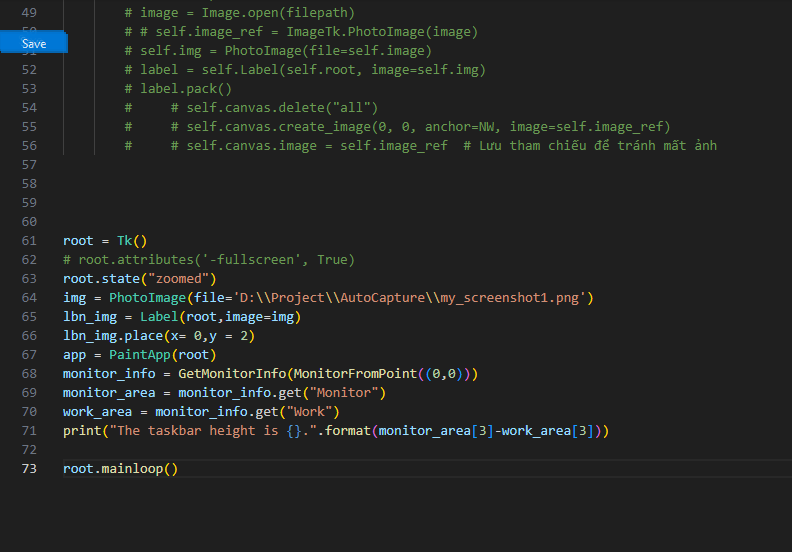 49 # image = Image.open(filepath)
# # self.image_ref = ImageTk.PhotoImage(image)
Save
# self.img = PhotoImage(file=self.image)
52 # label = self.Label(self.root, image=self.img)
53 # label.pack()
54 #     # self.canvas.delete("all")
55 #     # self.canvas.create_image(0, 0, anchor=NW, image=self.image_ref)
56 #     # self.canvas.image = self.image_ref  # Lưu tham chiếu để tránh mất ảnh
57
58
59
60
61 root = Tk()
62 # root.attributes('-fullscreen', True)
63 root.state("zoomed")
64 img = PhotoImage(file='D:\\Project\\AutoCapture\\my_screenshot1.png')
65 lbn_img = Label(root,image=img)
66 lbn_img.place(x= 0,y = 2)
67 app = PaintApp(root)
68 monitor_info = GetMonitorInfo(MonitorFromPoint((0,0)))
69 monitor_area = monitor_info.get("Monitor")
70 work_area = monitor_info.get("Work")
71 print("The taskbar height is {}.".format(monitor_area[3]-work_area[3]))
72
73 root.mainloop()